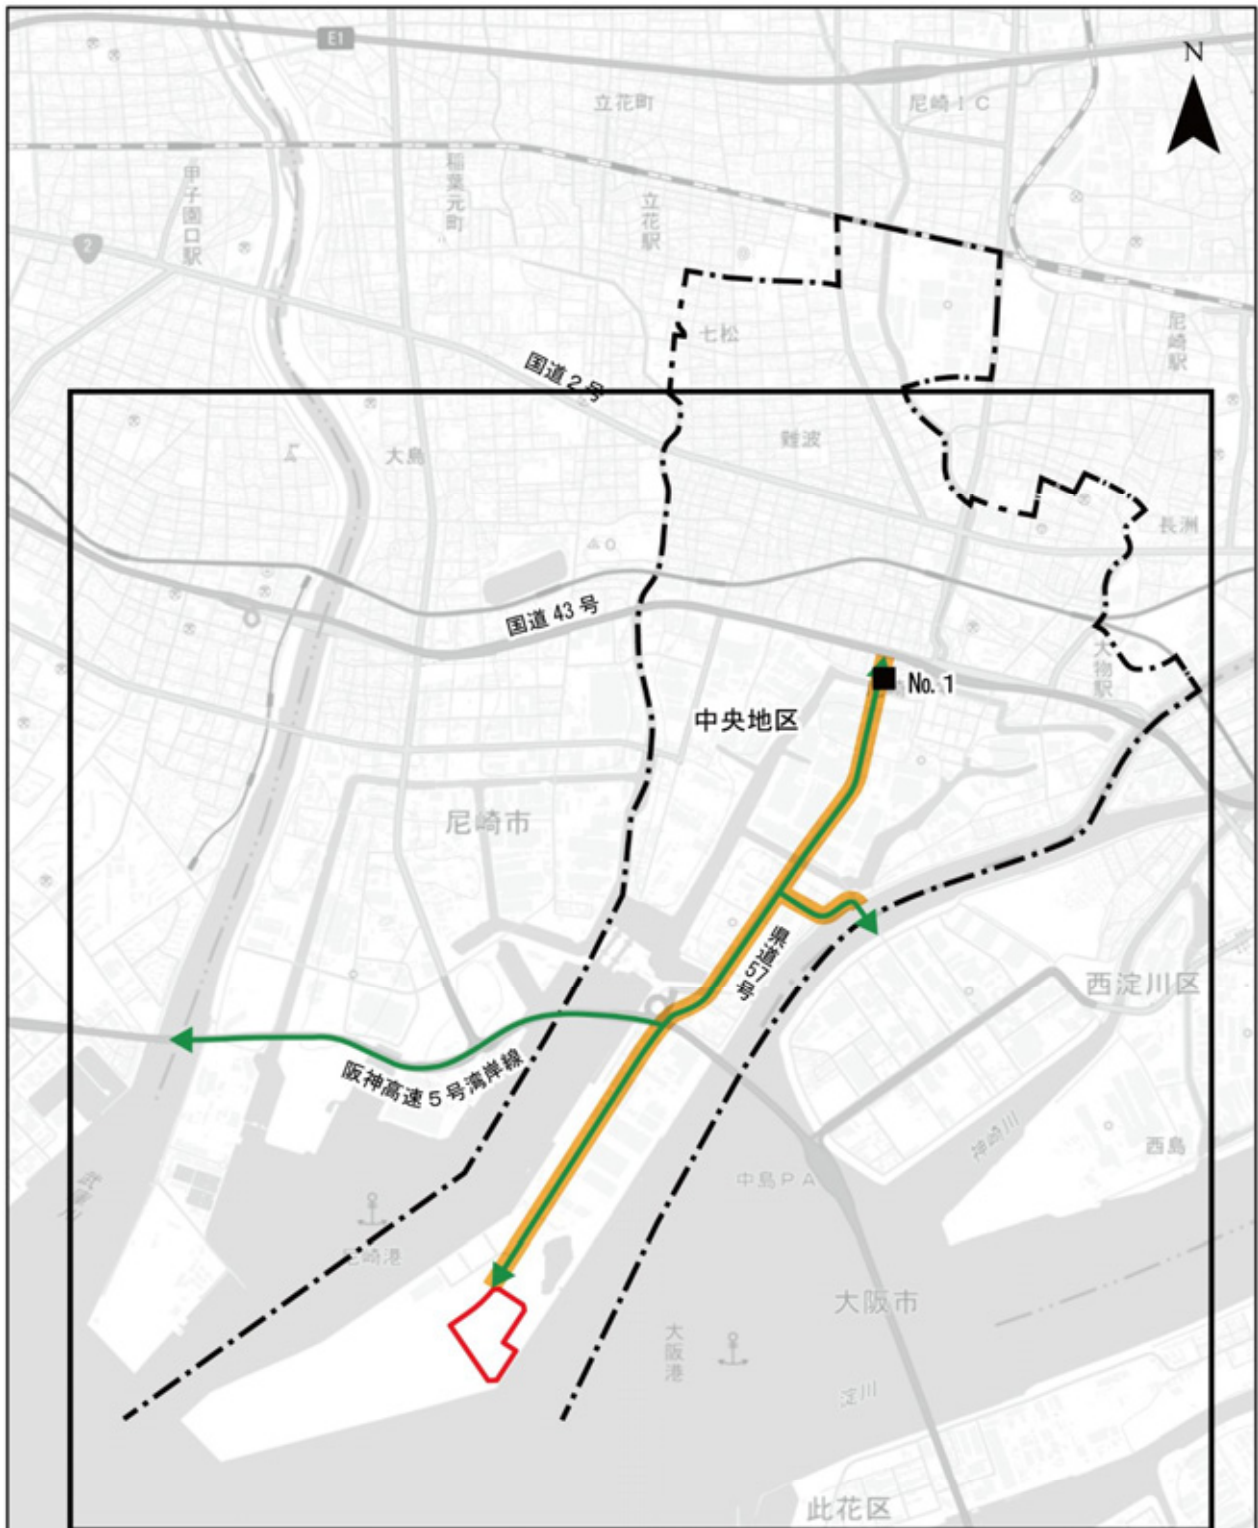 E1
N
立花町
尼崎IC
甲子園口駅
稲葉元町
立花駅
2
七松
尼崎駅
国道2号
難波
大島
長洲
国道43号
大物駅
No. 1
中央地区
尼崎市
県道57号
西淀川区
阪神高速5号湾岸線
神崎川
西島
中島PA
尼崎港
大阪市
大阪港
淀川
此花区